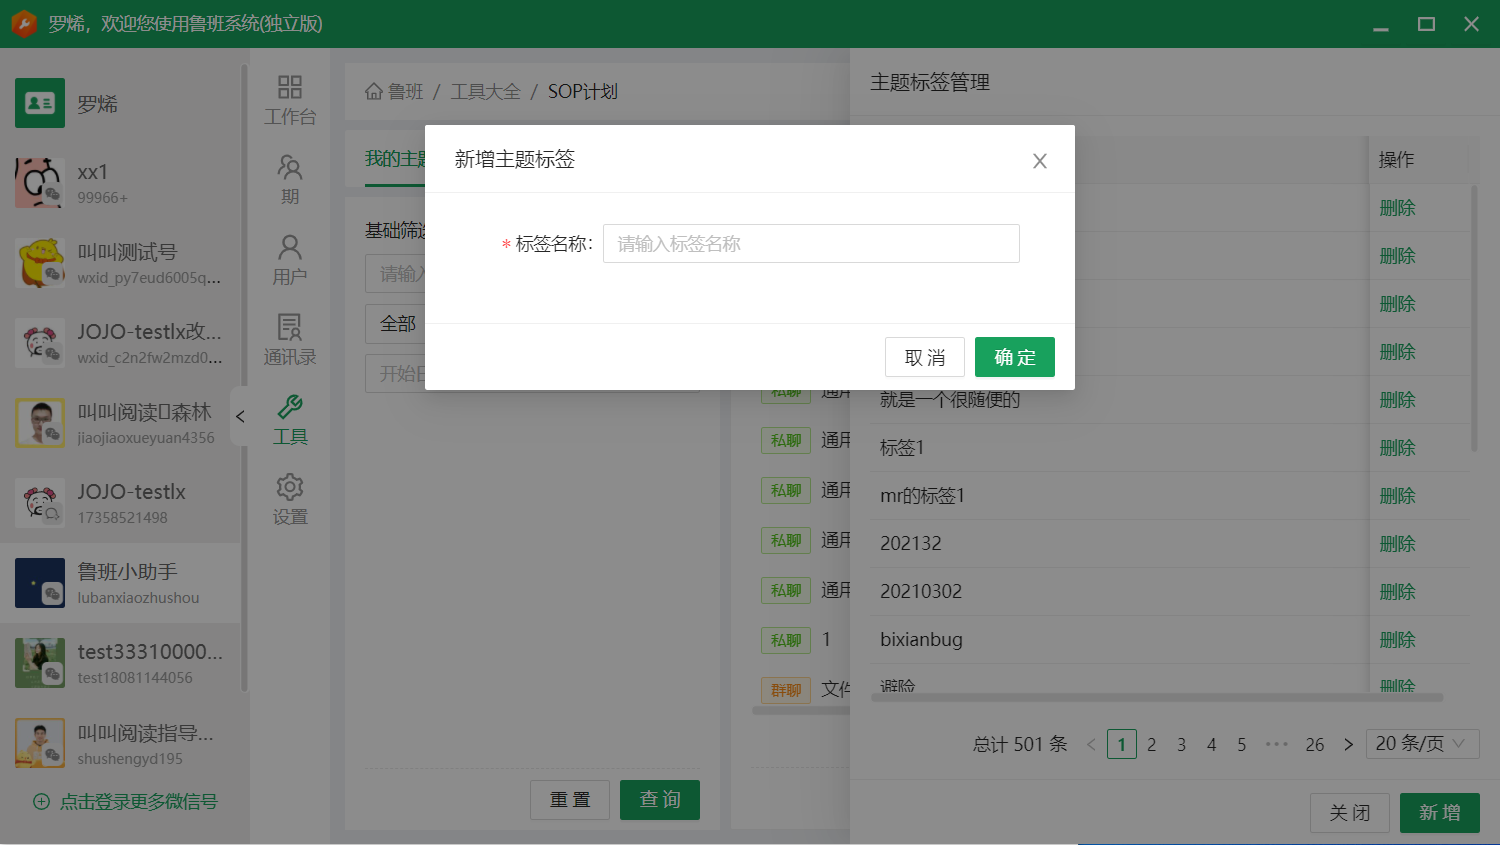 罗烯，欢迎您使用鲁班系统(独立版)
罗烯
xx1
99966+
叫叫测试号
wxid_py7eud6005q...
JOJO-testlx改...
wxid_c2n2fw2mzd0...
叫叫阅读▯森林
jiaojiaoxueyuan4356
JOJO-testlx
17358521498
鲁班小助手
lubanxiaozhushou
test33310000...
test18081144056
叫叫阅读指导...
shushengyd195
点击登录更多微信号
工作台
期
用户
通讯录
工具
设置
鲁班 / 工具大全 / SOP计划
我的主题
基础筛选
请输入
全部
开始日
重置
查询
私聊 通用
私聊 通用
私聊 通用
私聊 通用
私聊 通用
私聊 1
群聊 文件
主题标签管理
操作
删除
删除
删除
删除
就是一个很随便的 删除
标签1 删除
mr的标签1 删除
202132 删除
20210302 删除
bixianbug 删除
避险 删除
总计 501 条 < 1 2 3 4 5 ••• 26 > 20 条/页
关闭
新增
新增主题标签
* 标签名称: 请输入标签名称
取消
确定